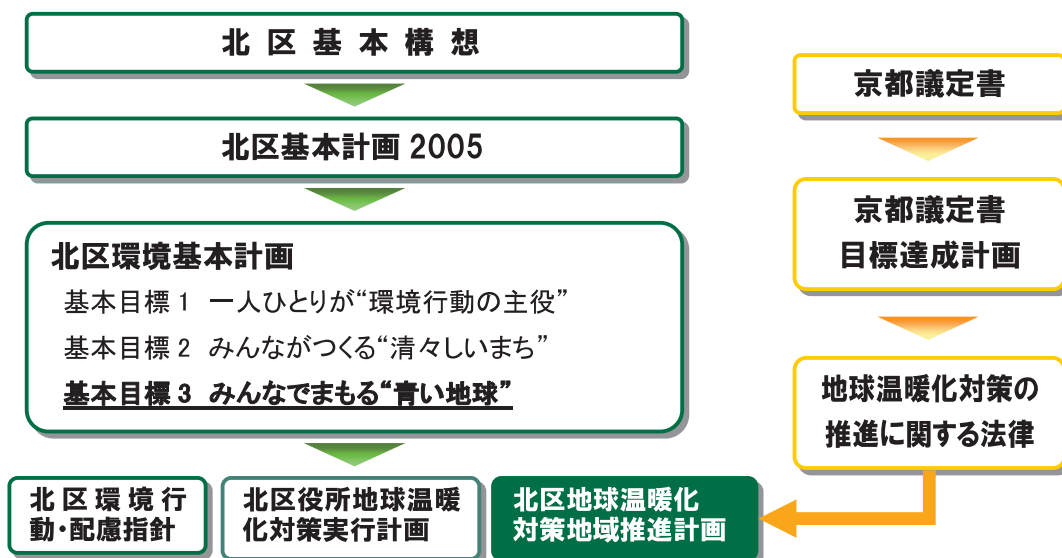 北区基本構想
北区基本計画 2005
北区環境基本計画
基本目標 1 一人ひとりが“環境行動の主役”
基本目標 2 みんながつくる“清々しいまち”
基本目標 3 みんなでまもる“青い地球”
北区環境行
動・配慮指針
北区役所地球温暖
化対策実行計画
北区地球温暖化
対策地域推進計画
京都議定書
京都議定書
目標達成計画
地球温暖化対策の
推進に関する法律